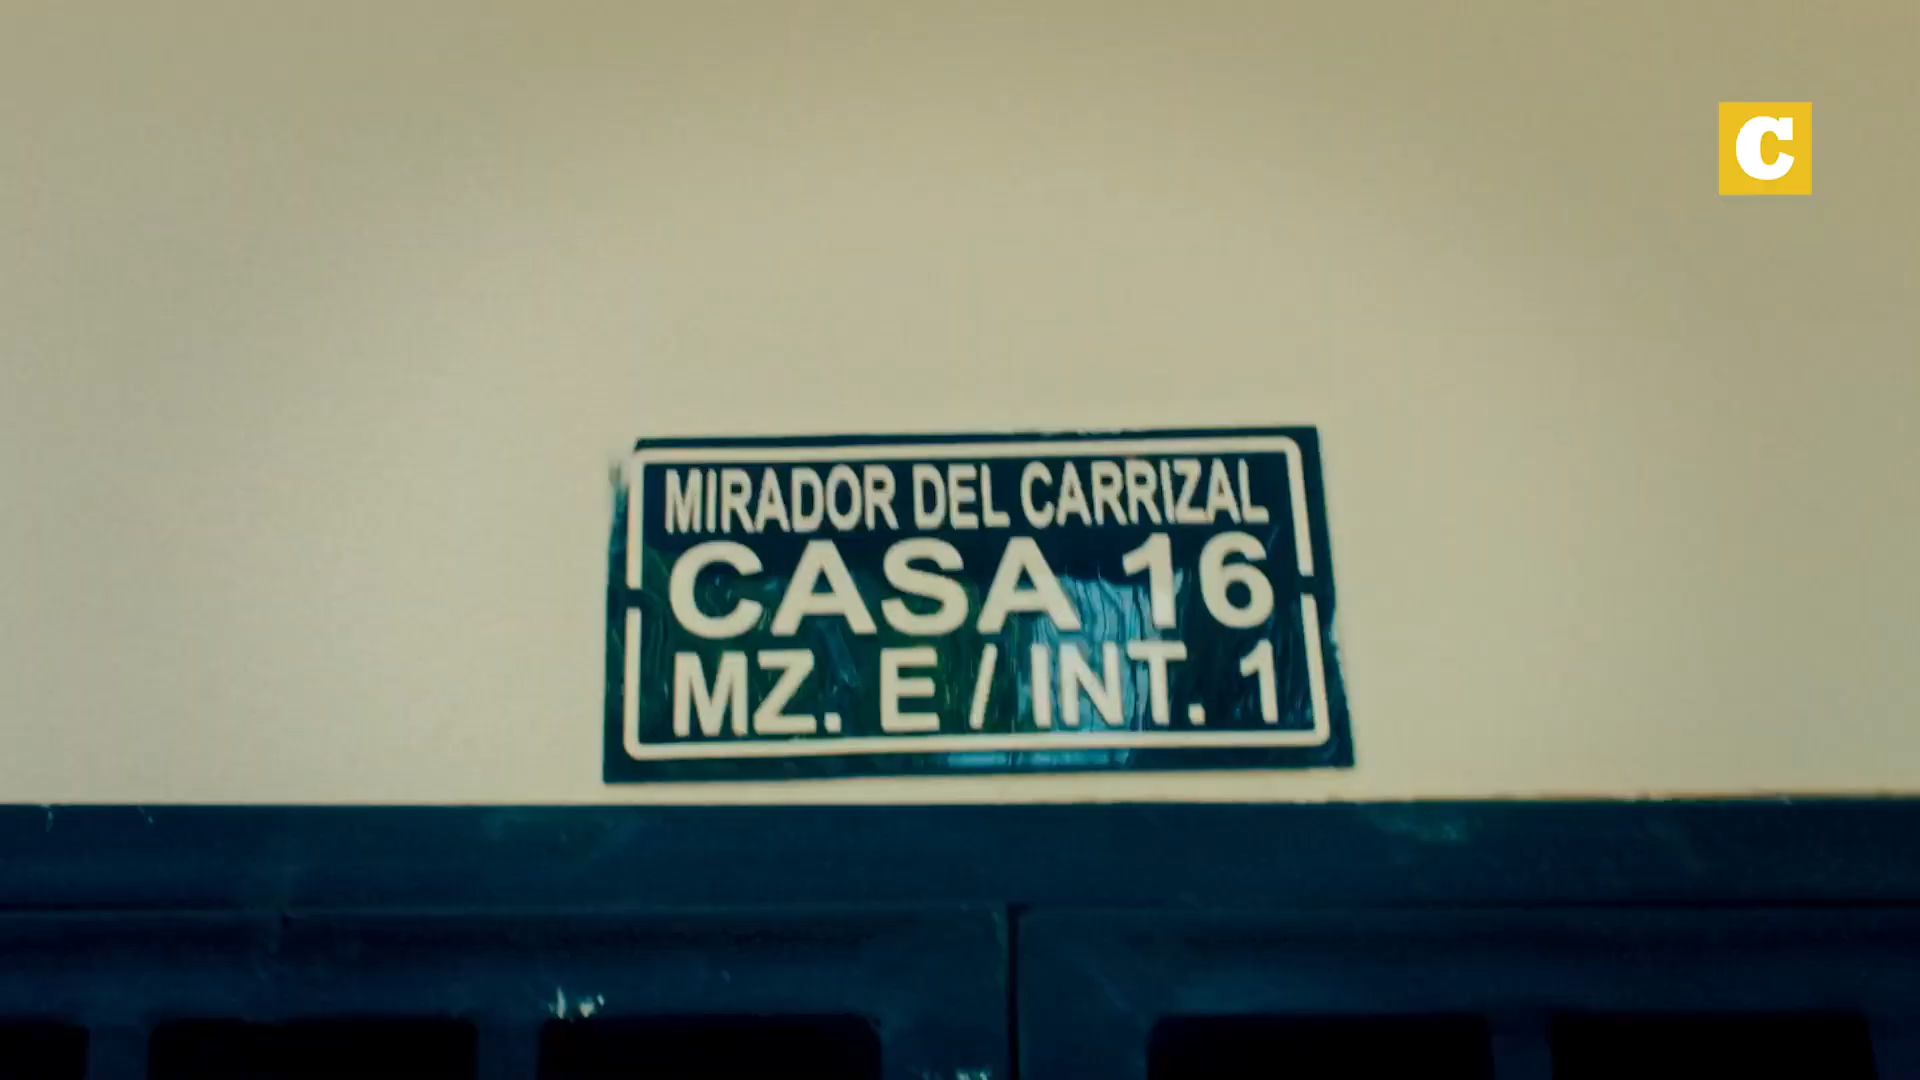 C
MIRADOR DEL CARRIZAL
CASA 16
MZ. E / INT. 1